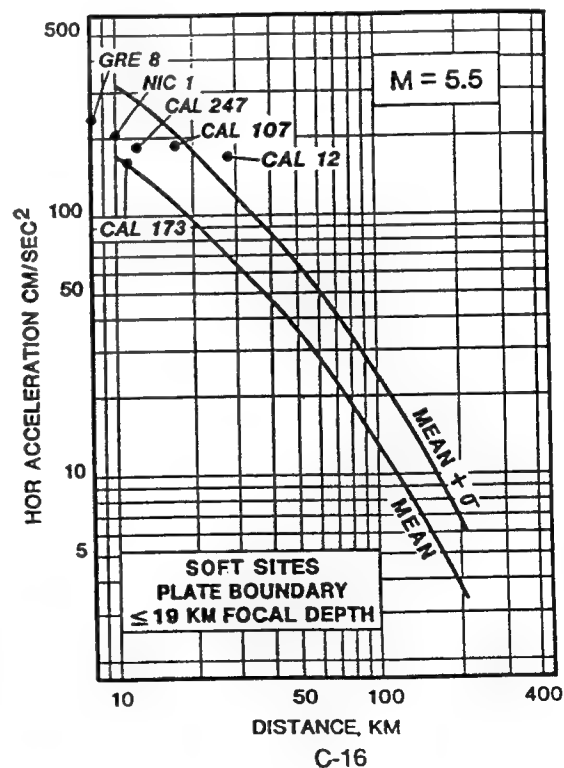 500
GRE 8
NIC 1
CAL 247
CAL 107
CAL 12
M = 5.5
100
CAL 173
50
HOR ACCELERATION CM/SEC²
10
MEAN + σ
MEAN
5
SOFT SITES
PLATE BOUNDARY
≤ 19 KM FOCAL DEPTH
10 50 100 400
DISTANCE, KM
C-16